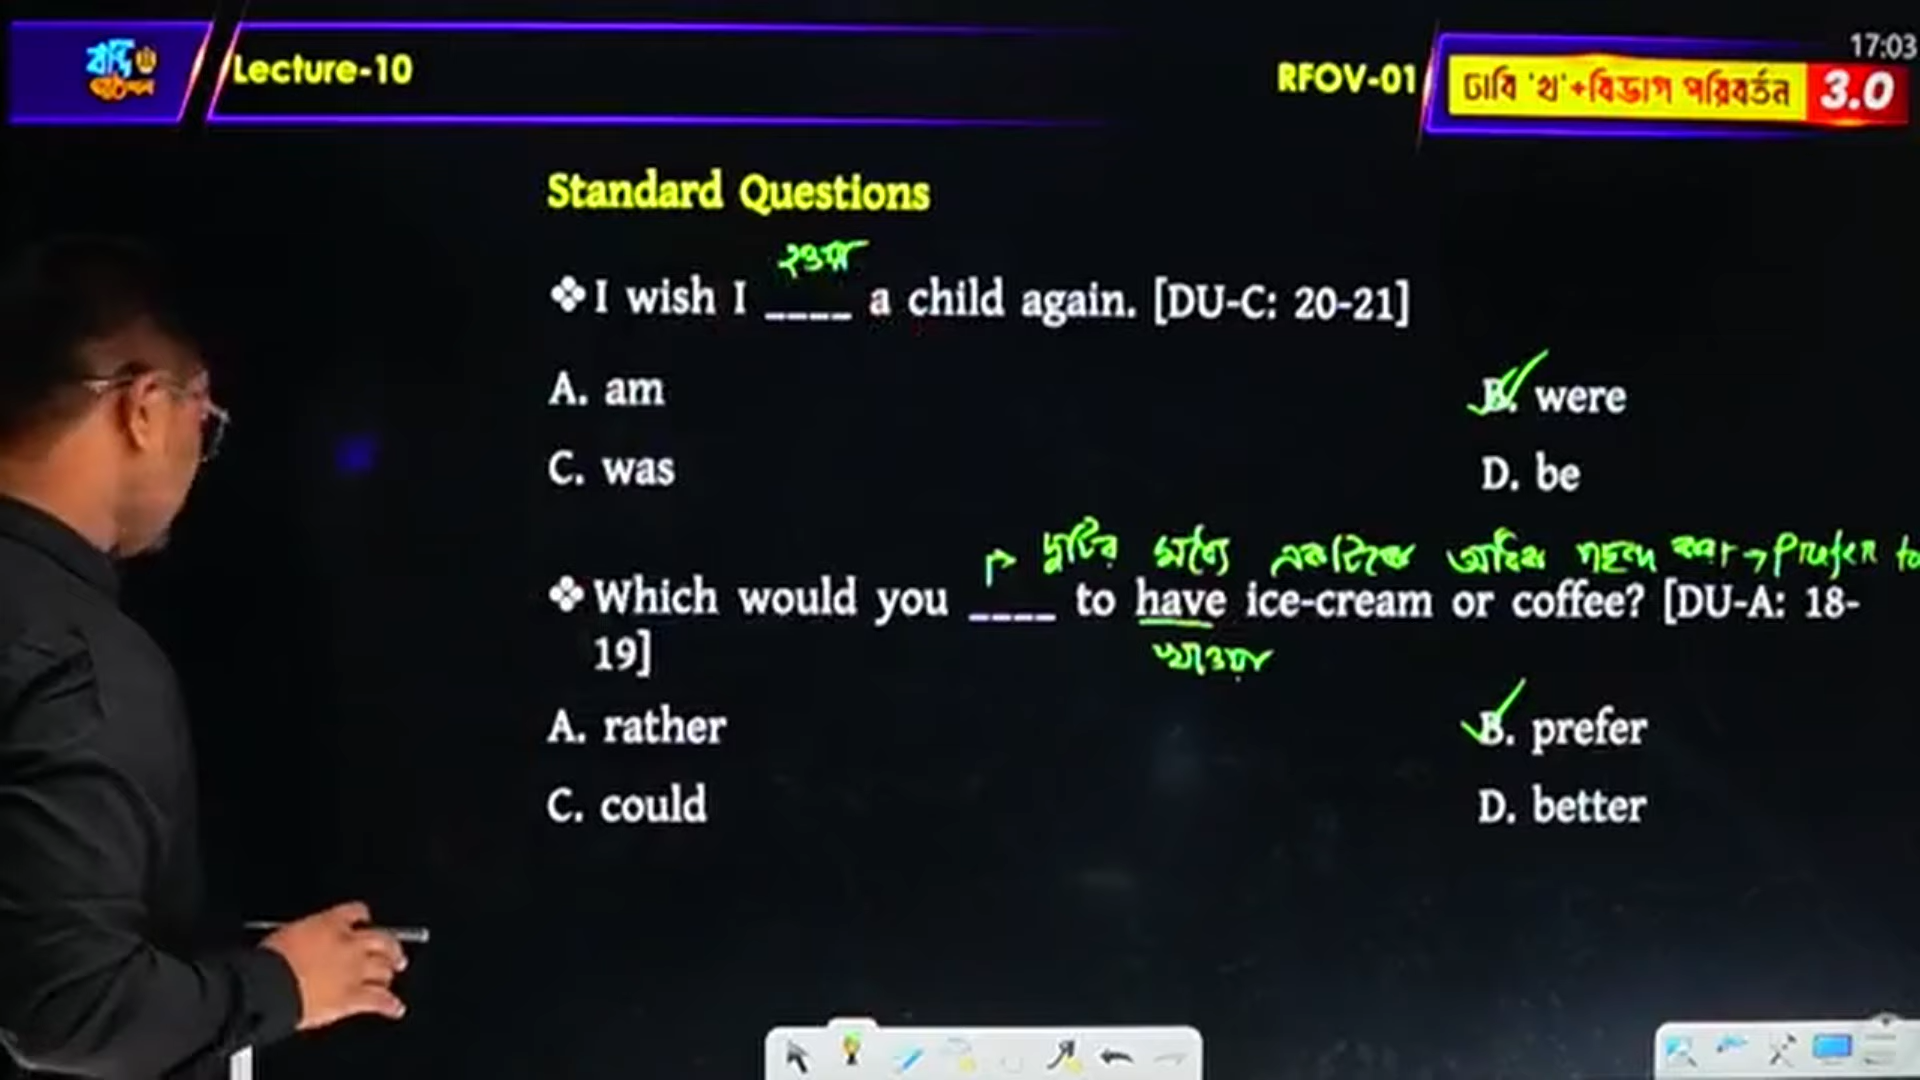 Lecture-10
RFOV-01
17:03
ঢাবি 'খ'+বিভাগ পরিবর্তন 3.0
Standard Questions
হওয়া
❖I wish I ____ a child again. [DU-C: 20-21]
A. am
B. were
C. was
D. be
দুটির মধ্যে একটিকে অধিক পছন্দ করা → prefer to
❖Which would you ____ to have ice-cream or coffee? [DU-A: 18-
19]
খাওয়া
A. rather
B. prefer
C. could
D. better